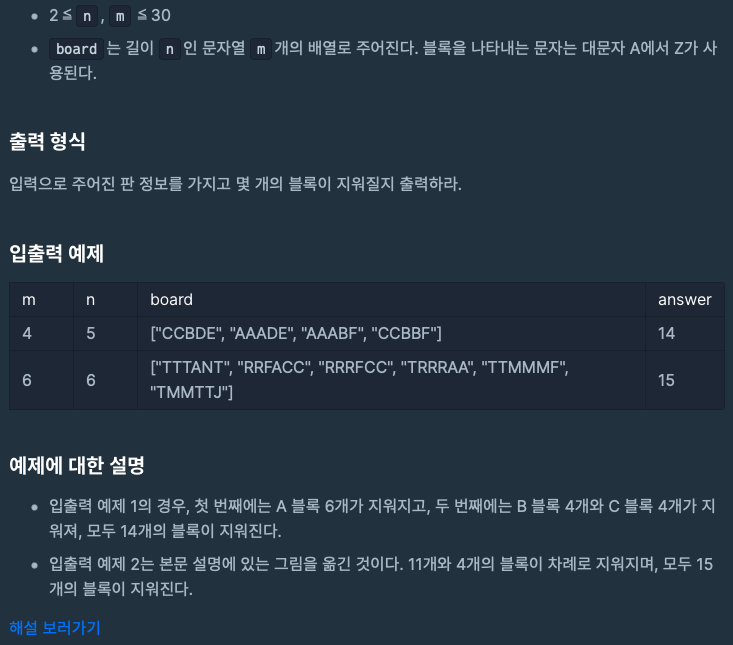 2 ≦ n, m ≦ 30
board는 길이 n인 문자열 m개의 배열로 주어진다. 블록을 나타내는 문자는 대문자 A에서 Z가 사
용된다.
출력 형식
입력으로 주어진 판 정보를 가지고 몇 개의 블록이 지워질지 출력하라.
입출력 예제
m n board answer
4 5 ["CCBDE", "AAADE", "AAABF", "CCBBF"] 14
6 6 ["TTTANT", "RRFACC", "RRRFCC", "TRRRAA", "TTMMMF",
"TMMTTJ"] 15
예제에 대한 설명
입출력 예제 1의 경우, 첫 번째에는 A 블록 6개가 지워지고, 두 번째에는 B 블록 4개와 C 블록 4개가 지
워져, 모두 14개의 블록이 지워진다.
입출력 예제 2는 본문 설명에 있는 그림을 옮긴 것이다. 11개와 4개의 블록이 차례로 지워지며, 모두 15
개의 블록이 지워진다.
해설 보러가기